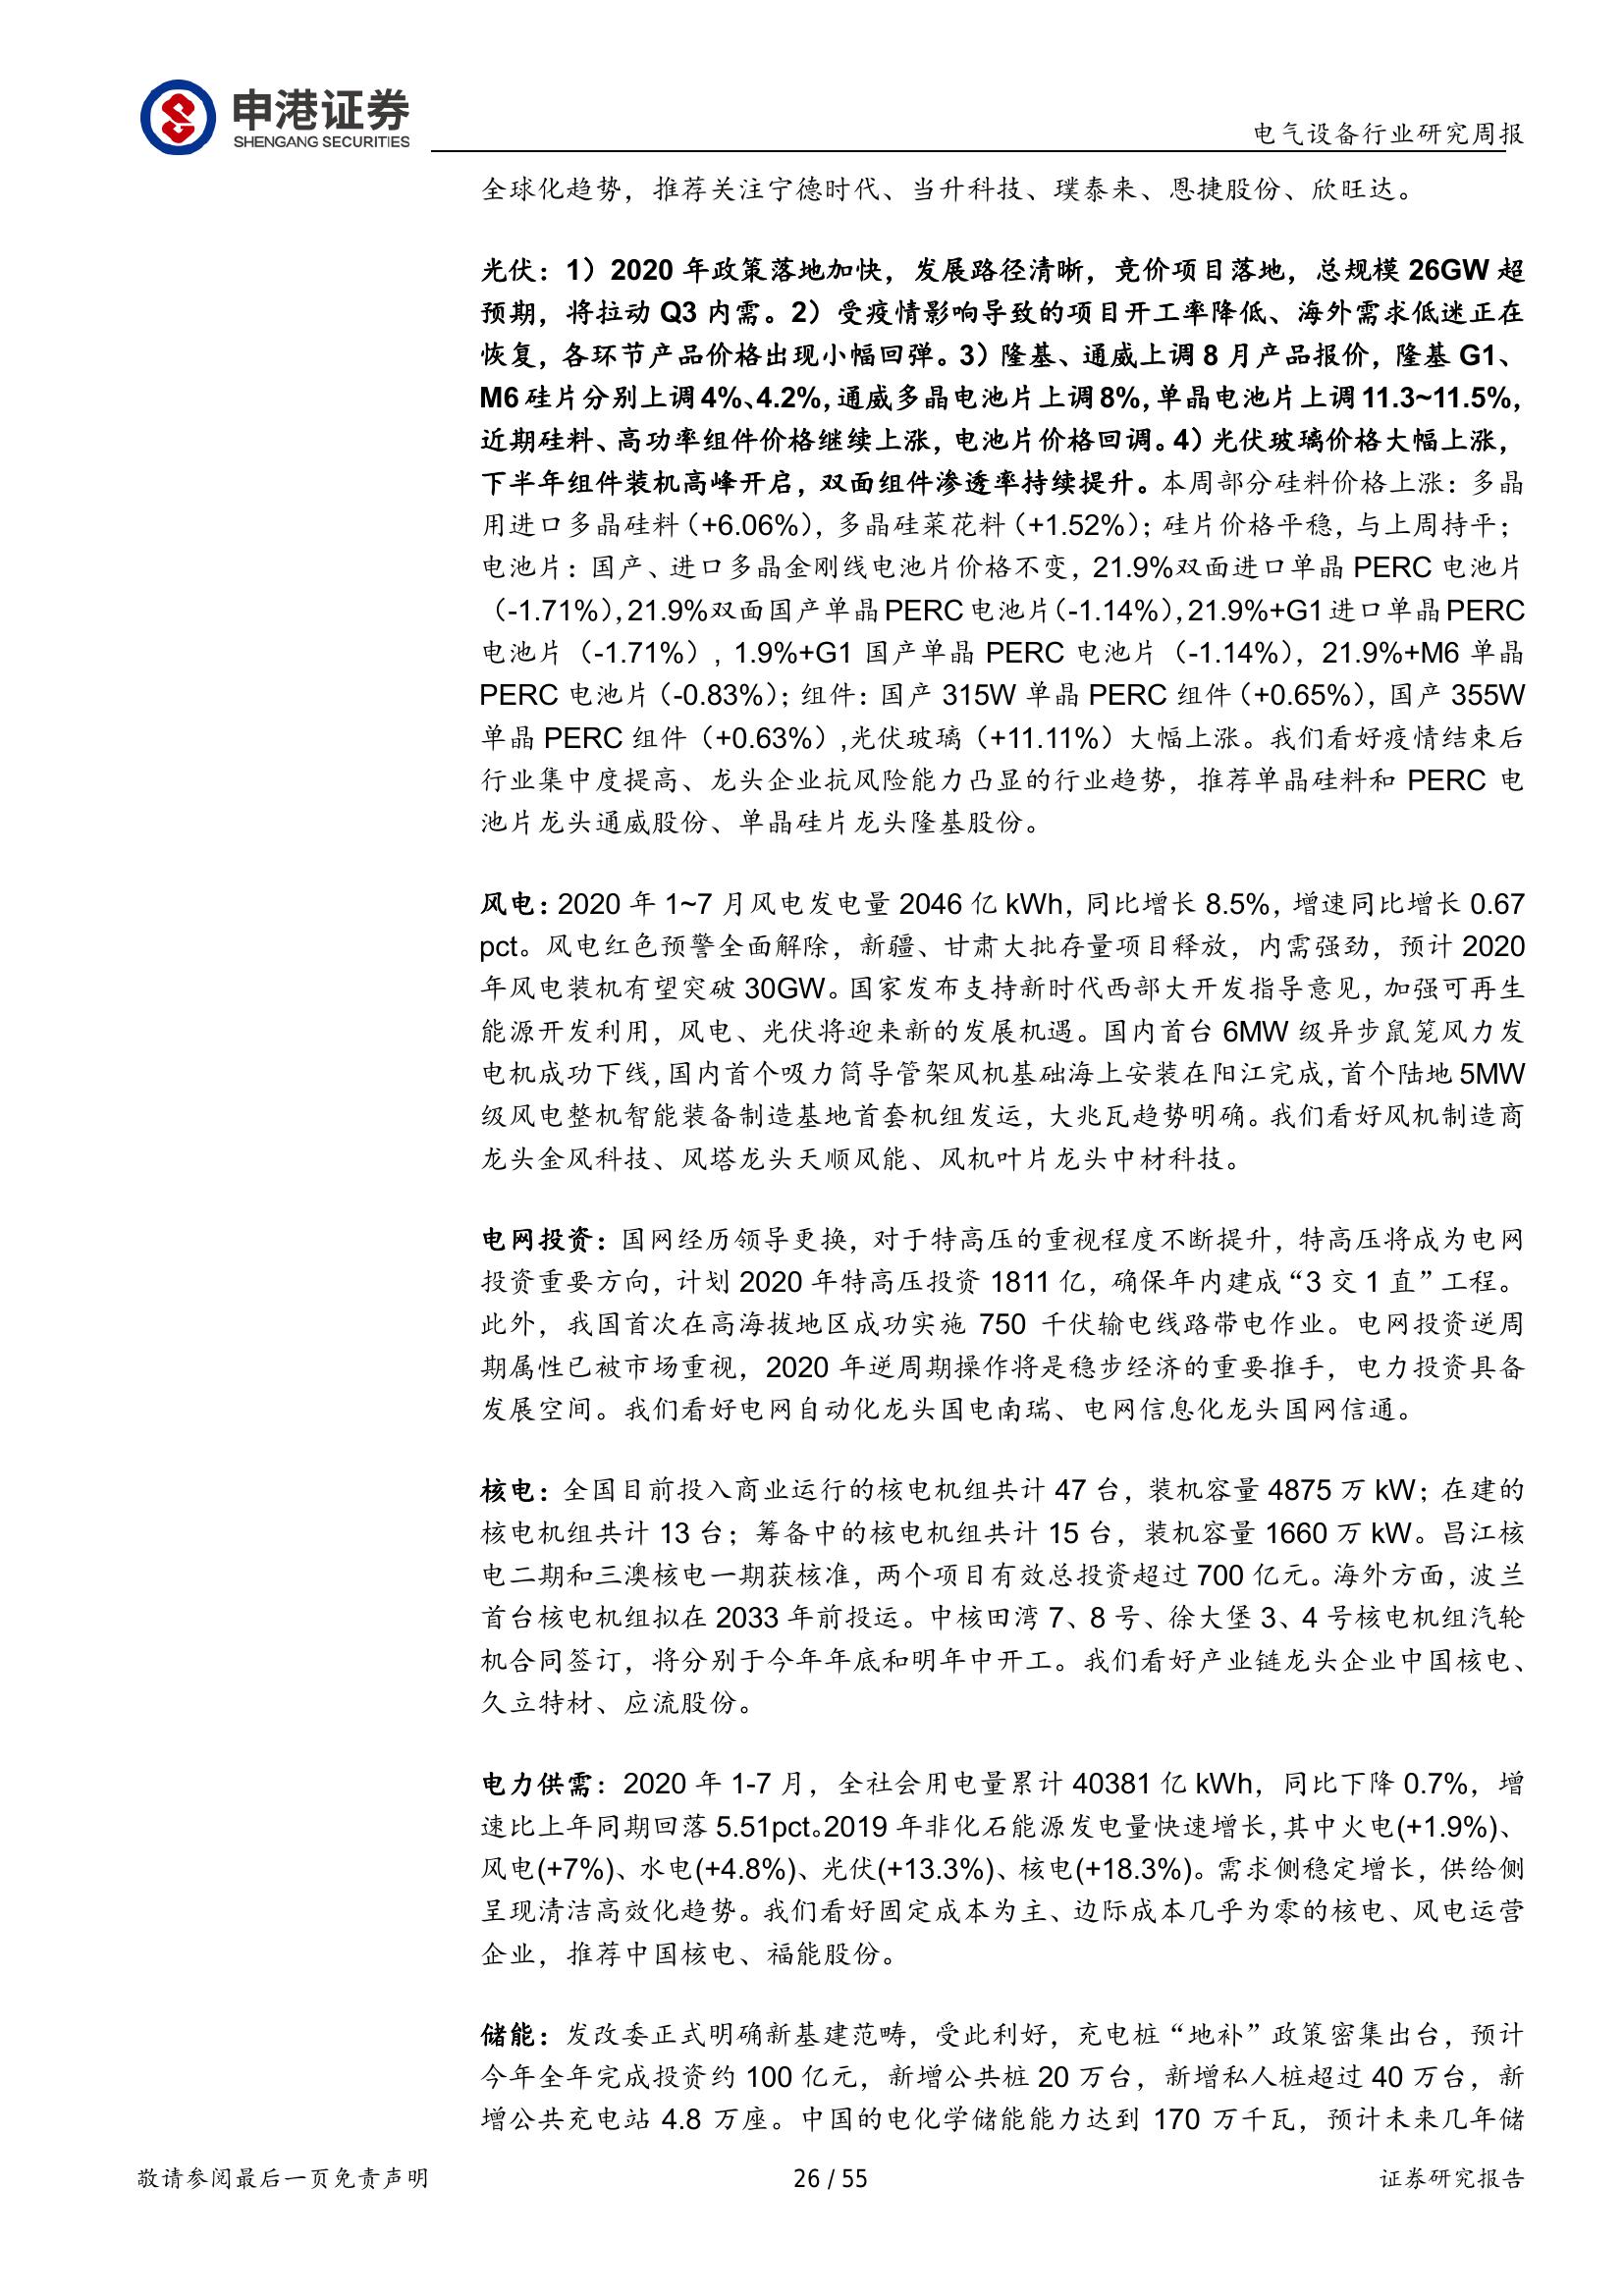 申港证券
SHENGANG SECURITIES
电气设备行业研究周报
全球化趋势，推荐关注宁德时代、当升科技、璞泰来、恩捷股份、欣旺达。
光伏：1）2020 年政策落地加快，发展路径清晰，竞价项目落地，总规模 26GW 超
预期，将拉动 Q3 内需。2）受疫情影响导致的项目开工率降低、海外需求低迷正在
恢复，各环节产品价格出现小幅回弹。3）隆基、通威上调 8 月产品报价，隆基 G1、
M6 硅片分别上调 4%、4.2%，通威多晶电池片上调 8%，单晶电池片上调 11.3~11.5%，
近期硅料、高功率组件价格继续上涨，电池片价格回调。4）光伏玻璃价格大幅上涨，
下半年组件装机高峰开启，双面组件渗透率持续提升。本周部分硅料价格上涨：多晶
用进口多晶硅料（+6.06%），多晶硅菜花料（+1.52%）；硅片价格平稳，与上周持平；
电池片：国产、进口多晶金刚线电池片价格不变，21.9%双面进口单晶 PERC 电池片
（-1.71%），21.9%双面国产单晶 PERC 电池片（-1.14%），21.9%+G1 进口单晶 PERC
电池片（-1.71%）, 1.9%+G1 国产单晶 PERC 电池片（-1.14%），21.9%+M6 单晶
PERC 电池片（-0.83%）；组件：国产 315W 单晶 PERC 组件（+0.65%），国产 355W
单晶 PERC 组件（+0.63%）,光伏玻璃（+11.11%）大幅上涨。我们看好疫情结束后
行业集中度提高、龙头企业抗风险能力凸显的行业趋势，推荐单晶硅料和 PERC 电
池片龙头通威股份、单晶硅片龙头隆基股份。
风电：2020 年 1~7 月风电发电量 2046 亿 kWh，同比增长 8.5%，增速同比增长 0.67
pct。风电红色预警全面解除，新疆、甘肃大批存量项目释放，内需强劲，预计 2020
年风电装机有望突破 30GW。国家发布支持新时代西部大开发指导意见，加强可再生
能源开发利用，风电、光伏将迎来新的发展机遇。国内首台 6MW 级异步鼠笼风力发
电机成功下线，国内首个吸力筒导管架风机基础海上安装在阳江完成，首个陆地 5MW
级风电整机智能装备制造基地首套机组发运，大兆瓦趋势明确。我们看好风机制造商
龙头金风科技、风塔龙头天顺风能、风机叶片龙头中材科技。
电网投资：国网经历领导更换，对于特高压的重视程度不断提升，特高压将成为电网
投资重要方向，计划 2020 年特高压投资 1811 亿，确保年内建成“3 交 1 直”工程。
此外，我国首次在高海拔地区成功实施 750 千伏输电线路带电作业。电网投资逆周
期属性已被市场重视，2020 年逆周期操作将是稳步经济的重要推手，电力投资具备
发展空间。我们看好电网自动化龙头国电南瑞、电网信息化龙头国网信通。
核电：全国目前投入商业运行的核电机组共计 47 台，装机容量 4875 万 kW；在建的
核电机组共计 13 台；筹备中的核电机组共计 15 台，装机容量 1660 万 kW。昌江核
电二期和三澳核电一期获核准，两个项目有效总投资超过 700 亿元。海外方面，波兰
首台核电机组拟在 2033 年前投运。中核田湾 7、8 号、徐大堡 3、4 号核电机组汽轮
机合同签订，将分别于今年年底和明年中开工。我们看好产业链龙头企业中国核电、
久立特材、应流股份。
电力供需：2020 年 1-7 月，全社会用电量累计 40381 亿 kWh，同比下降 0.7%，增
速比上年同期回落 5.51pct。2019 年非化石能源发电量快速增长，其中火电(+1.9%)、
风电(+7%)、水电(+4.8%)、光伏(+13.3%)、核电(+18.3%)。需求侧稳定增长，供给侧
呈现清洁高效化趋势。我们看好固定成本为主、边际成本几乎为零的核电、风电运营
企业，推荐中国核电、福能股份。
储能：发改委正式明确新基建范畴，受此利好，充电桩“地补”政策密集出台，预计
今年全年完成投资约 100 亿元，新增公共桩 20 万台，新增私人桩超过 40 万台，新
增公共充电站 4.8 万座。中国的电化学储能能力达到 170 万千瓦，预计未来几年储
敬请参阅最后一页免责声明
26 / 55
证券研究报告